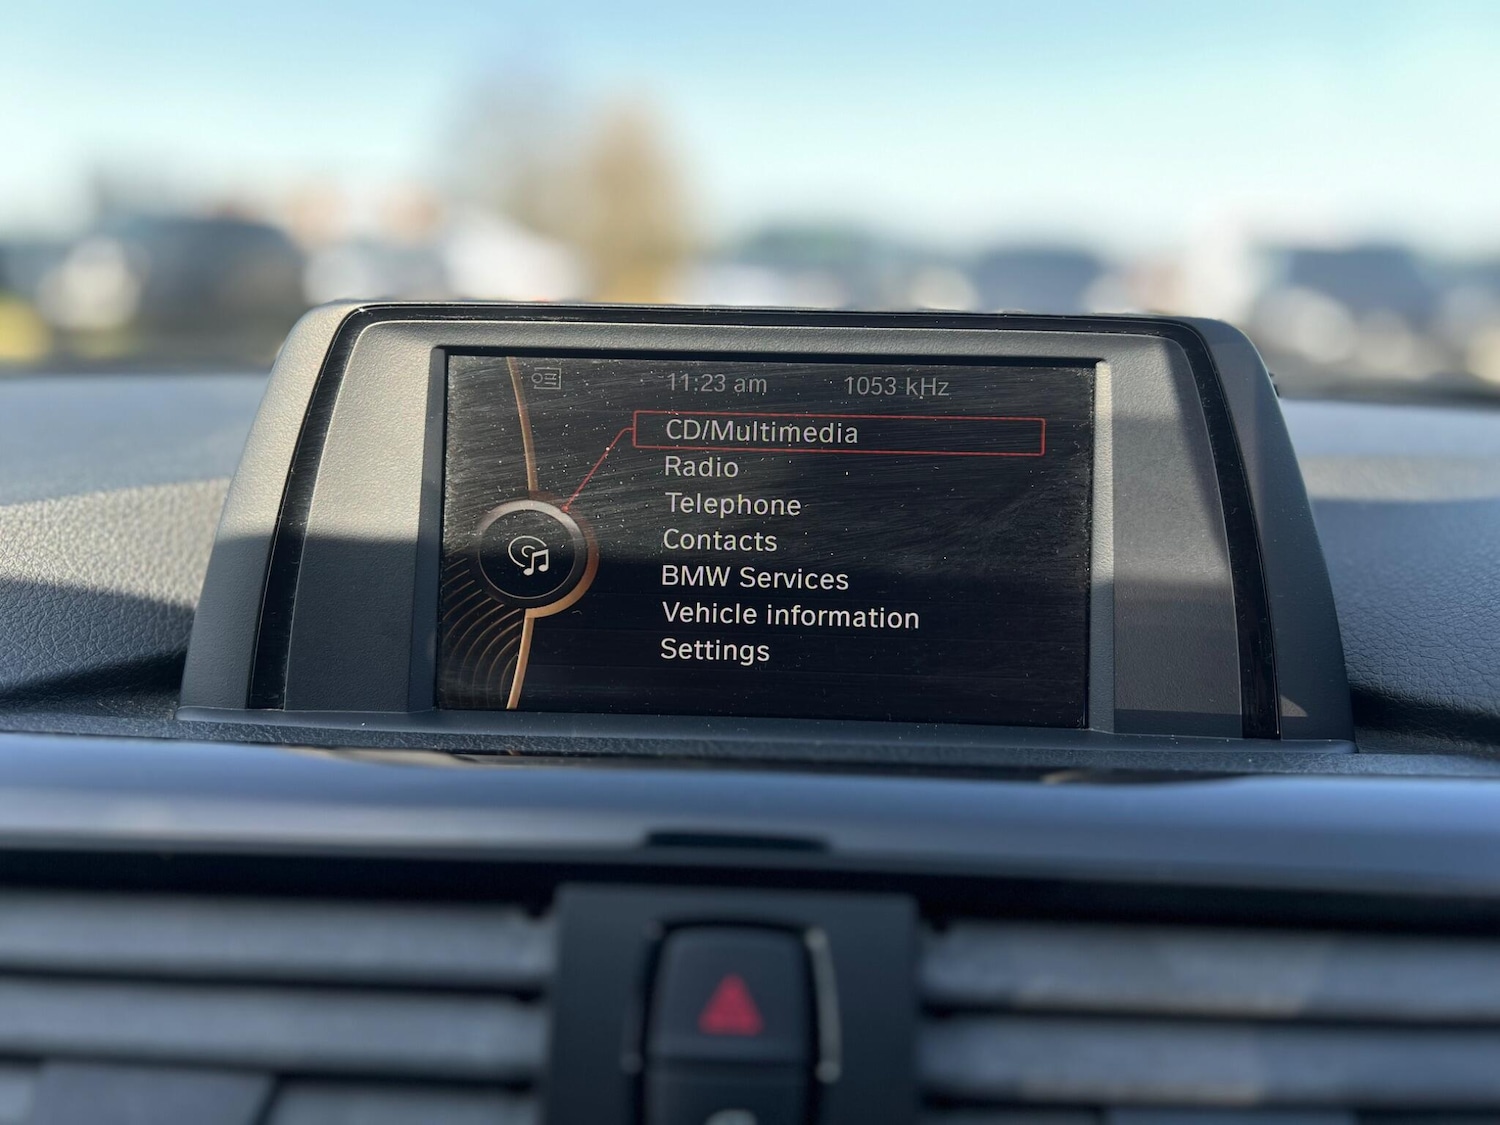 11:23 am 1053 kHz
CD/Multimedia
Radio
Telephone
Contacts
BMW Services
Vehicle information
Settings